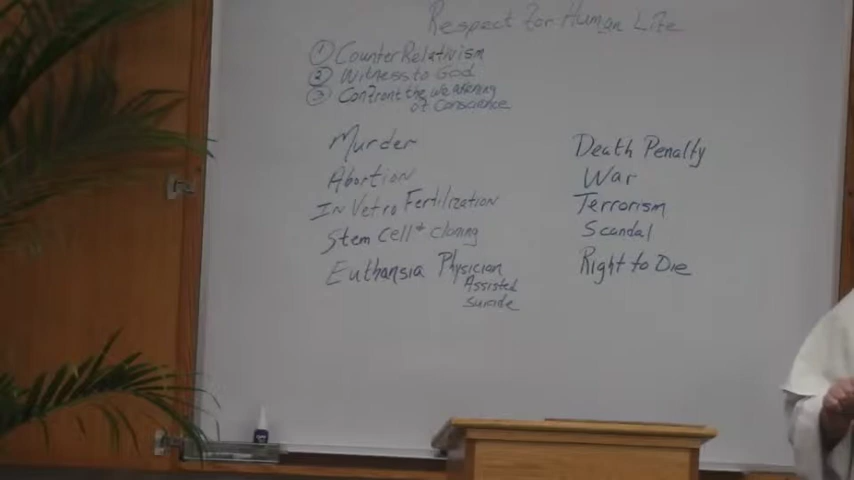 Respect for Human Life
① Counter Relativism
② Witness to God
③ Confront the weakening
of Conscience
Murder
Abortion
In Vetro Fertilization
Stem Cell + cloning
Euthansia Physician
Assisted
suicide
Death Penalty
War
Terrorism
Scandal
Right to Die